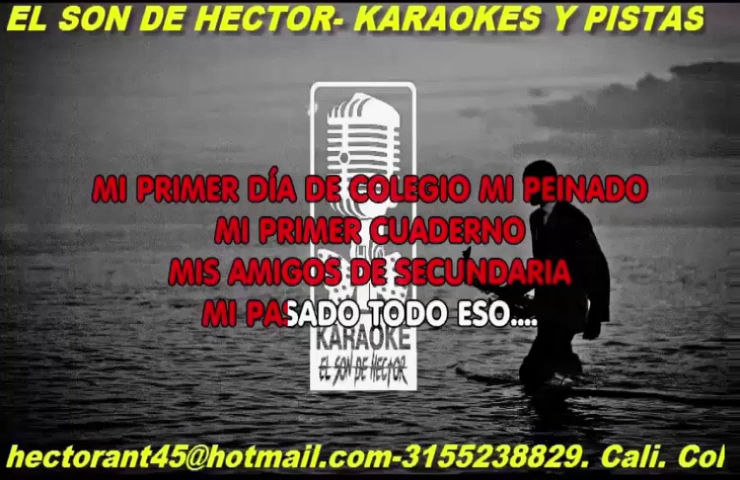 EL SON DE HECTOR- KARAOKES Y PISTAS
MI PRIMER DÍA DE COLEGIO MI PEINADO
MI PRIMER CUADERNO
MIS AMIGOS DE SECUNDARIA
MI PASADO TODO ESO....
KARAOKE
EL SON DE HECTOR
hectorant45@hotmail.com-3155238829. Cali. Col